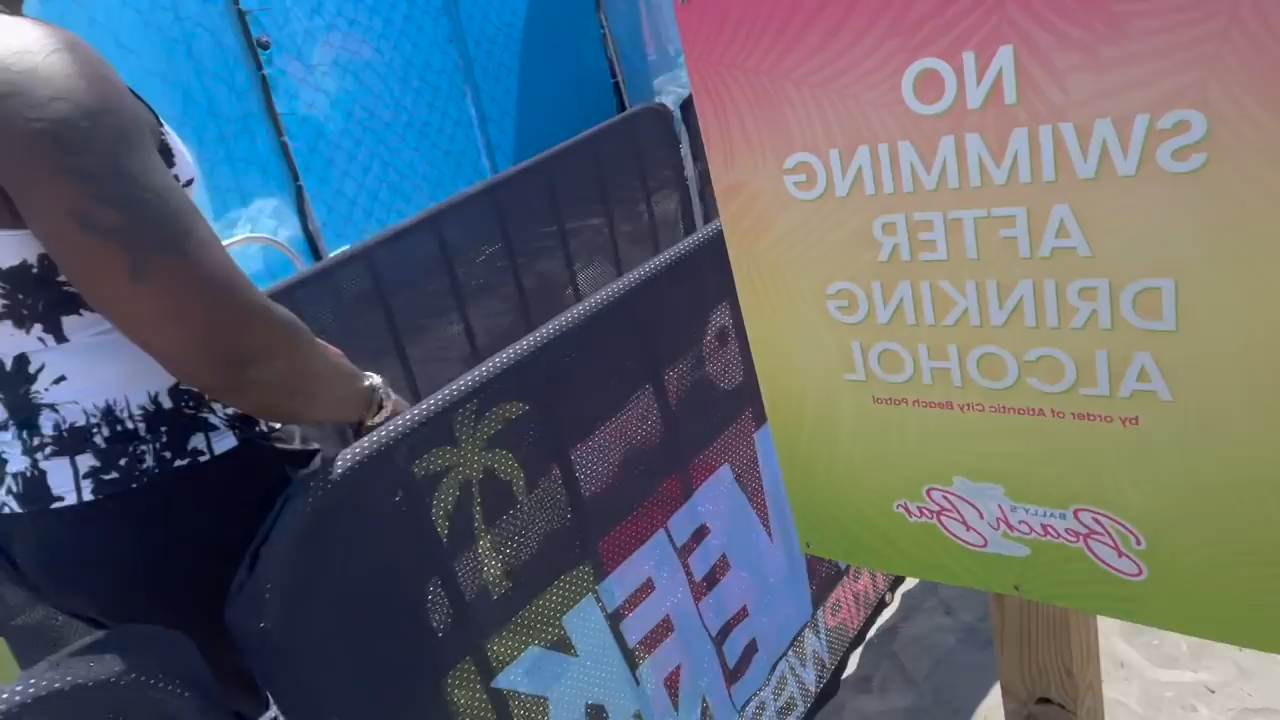 NO
SWIMMING
AFTER
DRINKING
ALCOHOL
by order of Atlantic City Beach Patrol
BALLY'S
Beach Bar